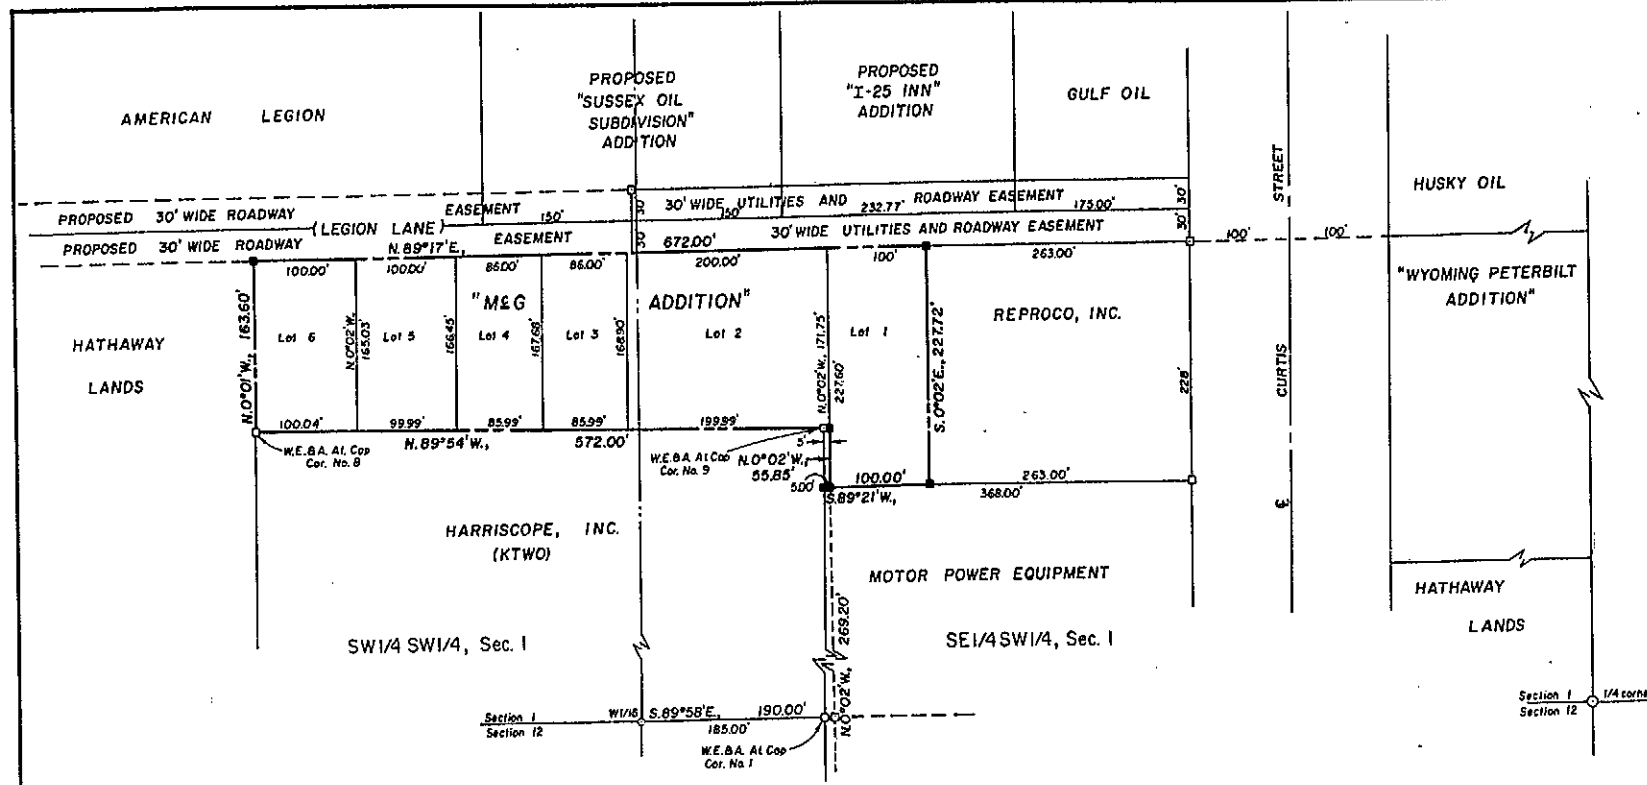 AMERICAN LEGION
PROPOSED
"SUSSEX OIL
SUBDIVISION"
ADDITION
PROPOSED
"I-25 INN"
ADDITION
GULF OIL
STREET
HUSKY OIL
PROPOSED 30' WIDE ROADWAY EASEMENT
150'
30'
30' WIDE UTILITIES AND ROADWAY EASEMENT
150'
232.77'
175.00'
30'
30'
(LEGION LANE)
PROPOSED 30' WIDE ROADWAY EASEMENT
N.89°17'E.,
30'
672.00'
30' WIDE UTILITIES AND ROADWAY EASEMENT
100'
100'
100.00'
100.00'
86.00'
86.00'
200.00'
100'
263.00'
"M&G ADDITION"
"WYOMING PETERBILT
ADDITION"
HATHAWAY
LANDS
N.0°01'W., 163.60'
Lot 6
N.0°02'W.,
165.03'
Lot 5
166.45'
Lot 4
167.68'
Lot 3
168.90'
Lot 2
N.0°02'W., 171.75'
227.60'
Lot 1
S.0°02'E., 227.72'
REPROCO, INC.
228'
CURTIS
℄
100.04'
99.99'
85.99'
85.99'
199.99'
N.89°54'W., 572.00'
W.E.&A. Al. Cap
Cor. No. 8
W.E.&A. Al. Cap
Cor. No. 9
5'
N.0°02'W.,
55.85'
5.00'
100.00'
S.89°21'W.,
263.00'
368.00'
HARRISCOPE, INC.
(KTWO)
MOTOR POWER EQUIPMENT
HATHAWAY
LANDS
SW1/4 SW1/4, Sec. 1
N.0°02'W., 269.20'
SE1/4 SW1/4, Sec. 1
Section 1
Section 12
W1/16
S.89°58'E., 190.00'
185.00'
W.E.&A. Al. Cap
Cor. No. 1
Section 1
Section 12
1/4 corne